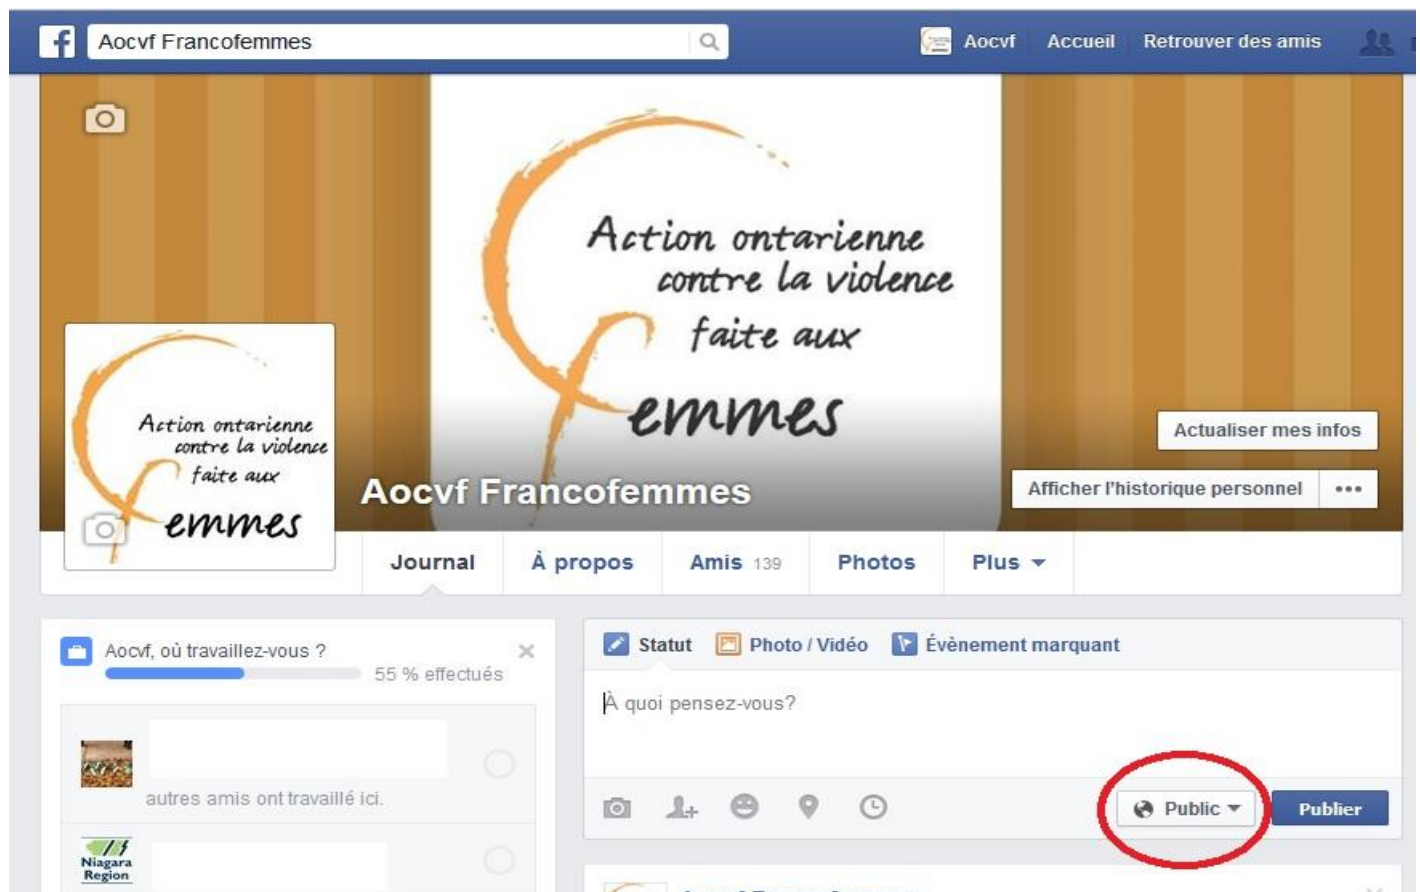 Aocvf Francofemmes
Aocvf Accueil Retrouver des amis
Action ontarienne
contre la violence
faite aux
emmes
Action ontarienne
contre la violence
faite aux
emmes
Actualiser mes infos
Aocvf Francofemmes
Afficher l'historique personnel
Journal À propos Amis 139 Photos Plus
Aocvf, où travaillez-vous ?
55 % effectués
autres amis ont travaillé ici.
Niagara
Region
Statut Photo / Vidéo Évènement marquant
À quoi pensez-vous?
Public Publier